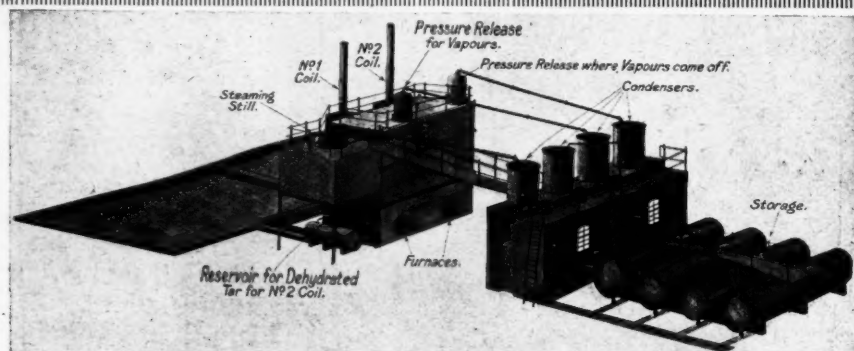 Pressure Release
for Vapours.
Nº1
Coil.
Nº2
Coil.
Pressure Release where Vapours come off.
Condensers.
Steaming
Still.
Storage.
Furnaces.
Reservoir for Dehydrated
Tar for Nº2 Coil.